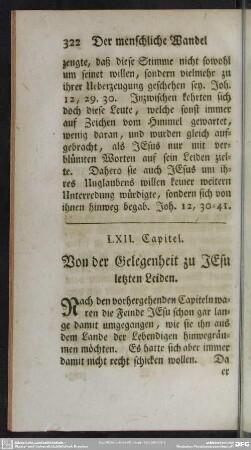 322 Der menschliche Wandel
zeugte, daß diese Stimme nicht sowohl
um seinet willen, sondern vielmehr zu
ihrer Ueberzeugung geschehen sey. Joh.
12, 29. 30. Inzwischen kehrten sich
doch diese Leute, welche sonst immer
auf Zeichen vom Himmel gewartet,
wenig daran, und wurden gleich auf-
gebracht, als JEsus nur mit ver-
blümten Worten auf sein Leiden ziel-
te. Dahero sie auch JEsus um ih-
res Unglaubens willen keiner weitern
Unterredung würdigte, sondern sich von
ihnen hinweg begab. Joh. 12, 30-41.
LXII. Capitel.
Von der Gelegenheit zu JEsu
letzten Leiden.
Nach den vorhergehenden Capiteln wa-
ren die Feinde JEsu schon gar lan-
ge damit umgegangen, wie sie ihn aus
dem Lande der Lebendigen hinwegräu-
men möchten. Es hatte sich aber immer
damit nicht recht schicken wollen. Da
er